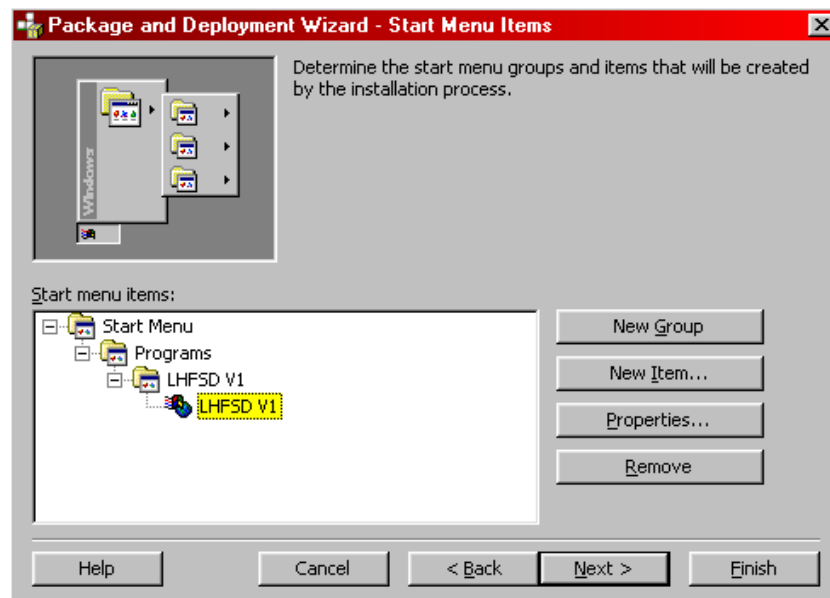 Package and Deployment Wizard - Start Menu Items
Determine the start menu groups and items that will be created
by the installation process.
Windows
Start menu items:
Start Menu
Programs
LHFSD V1
LHFSD V1
New Group
New Item...
Properties...
Remove
Help
Cancel
< Back
Next >
Finish